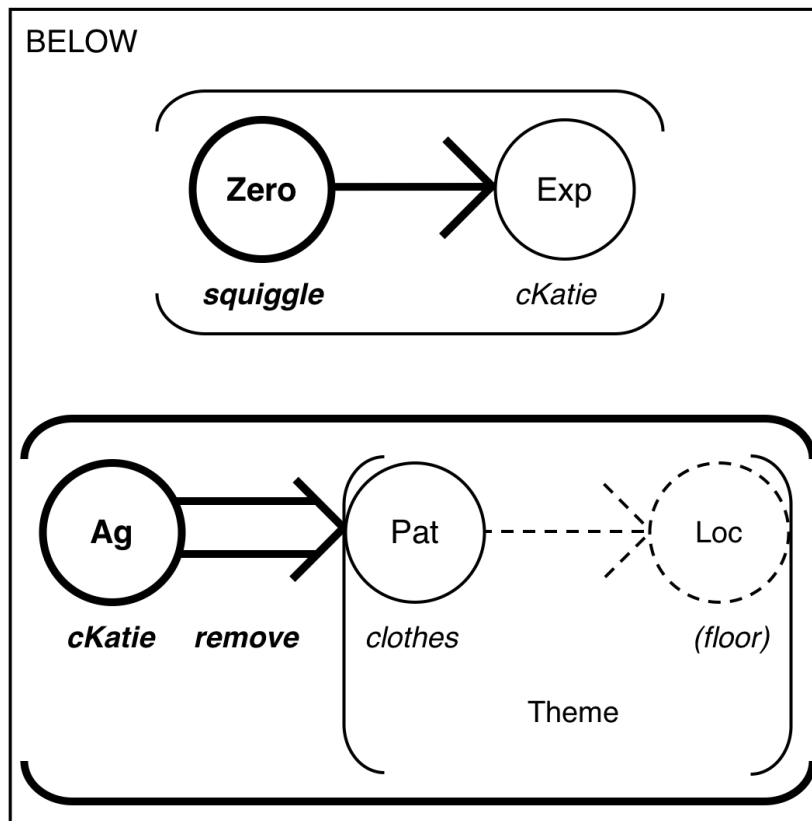 BELOW
Zero Exp
squiggle cKatie
Ag Pat Loc
cKatie remove clothes (floor)
Theme